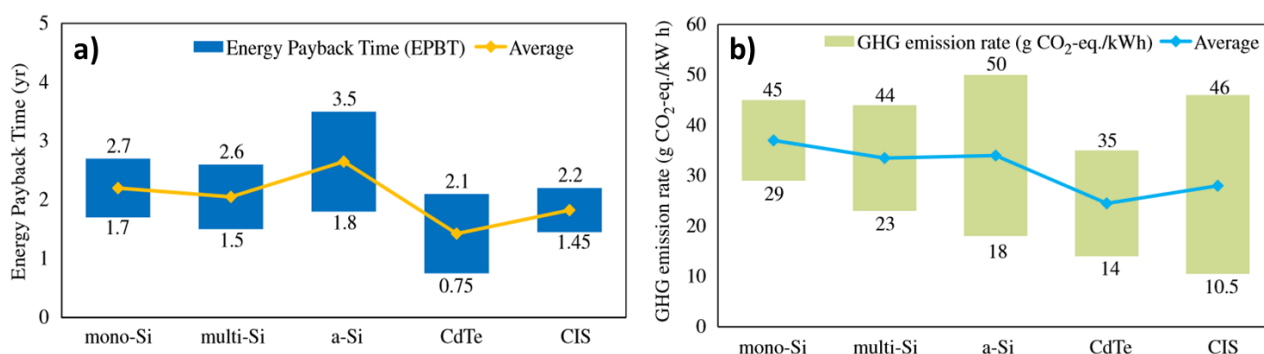 a)
Energy Payback Time (EPBT)
Average
Energy Payback Time (yr)
5
4
3
2
1
0
2.7
1.7
2.6
1.5
3.5
1.8
2.1
0.75
2.2
1.45
mono-Si
multi-Si
a-Si
CdTe
CIS
b)
GHG emission rate (g CO₂-eq./kWh)
Average
GHG emission rate (g CO₂-eq./kW h)
60
50
40
30
20
10
0
45
29
44
23
50
18
35
14
46
10.5
mono-Si
multi-Si
a-Si
CdTe
CIS